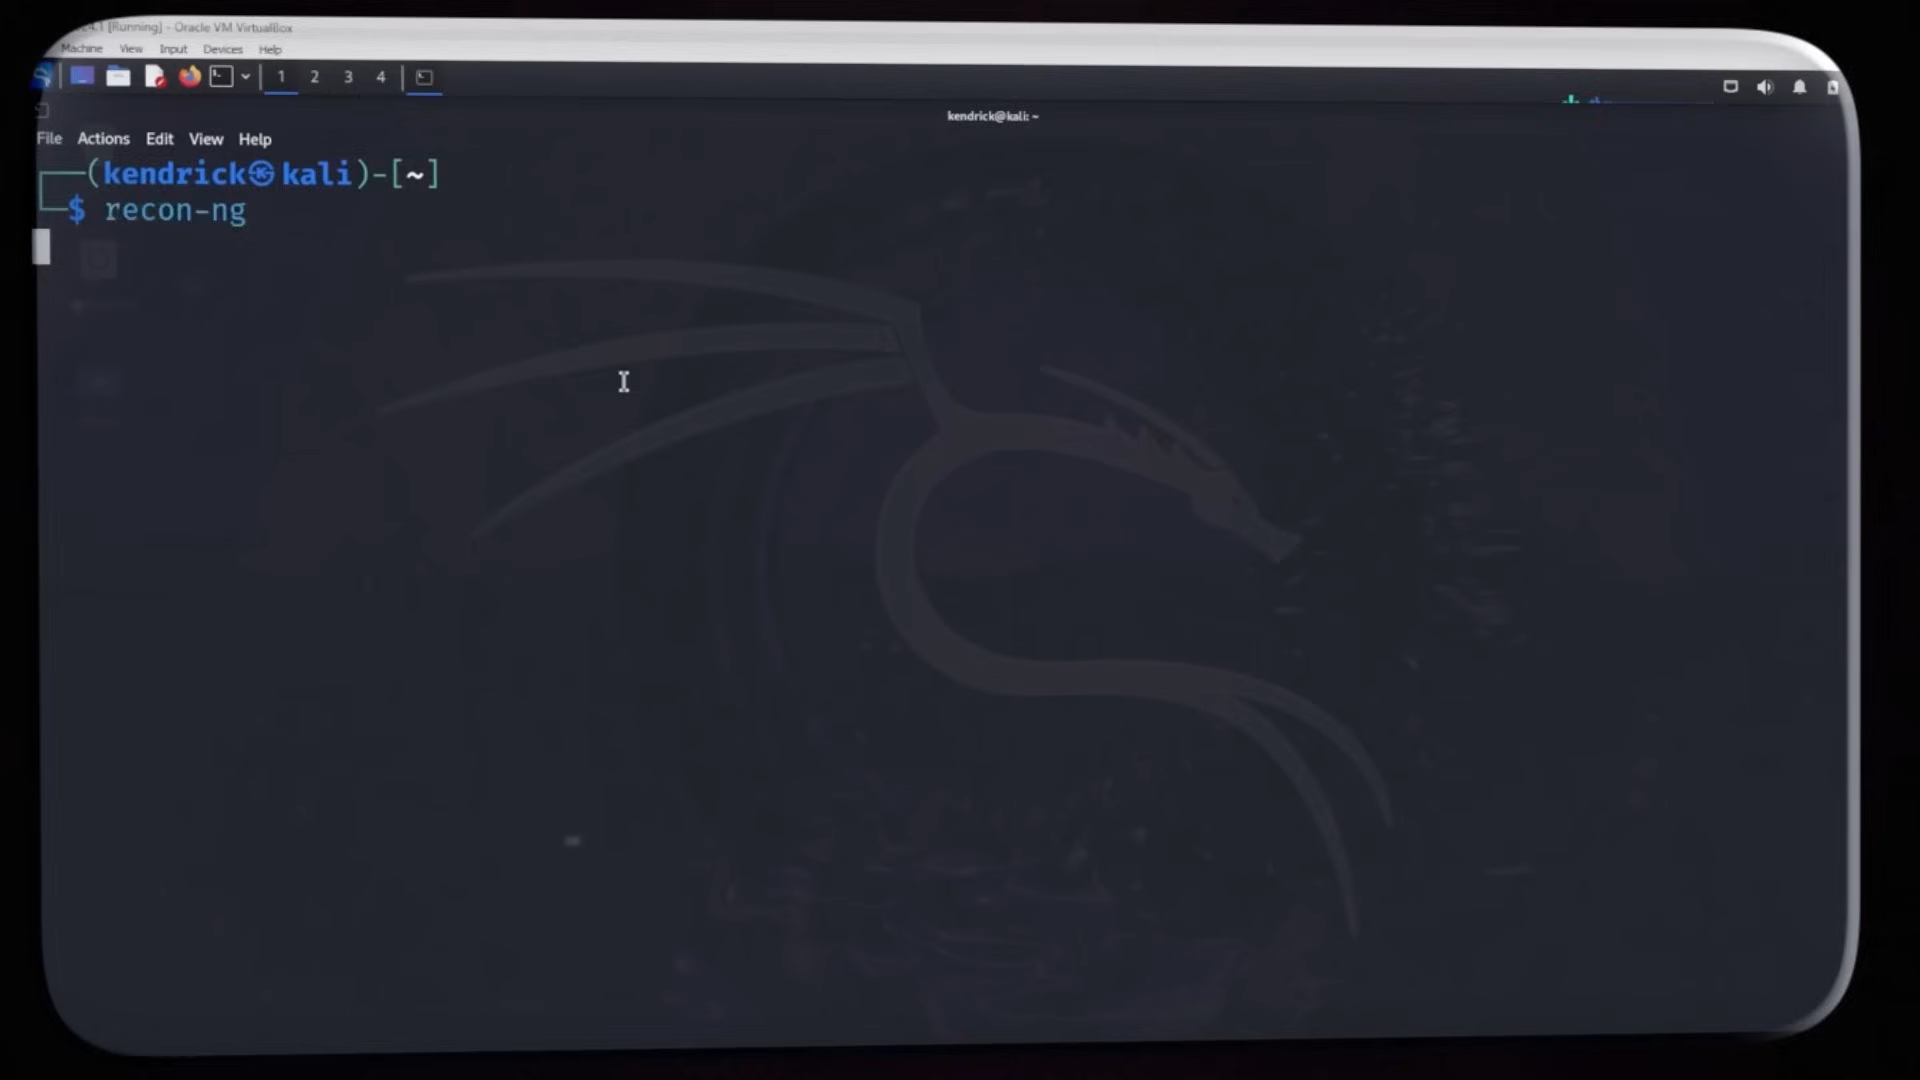 [Running] - Oracle VM VirtualBox
Machine View Input Devices Help
1 2 3 4
kendrick@kali: ~
File Actions Edit View Help
(kendrick㉿kali)-[~]
$ recon-ng